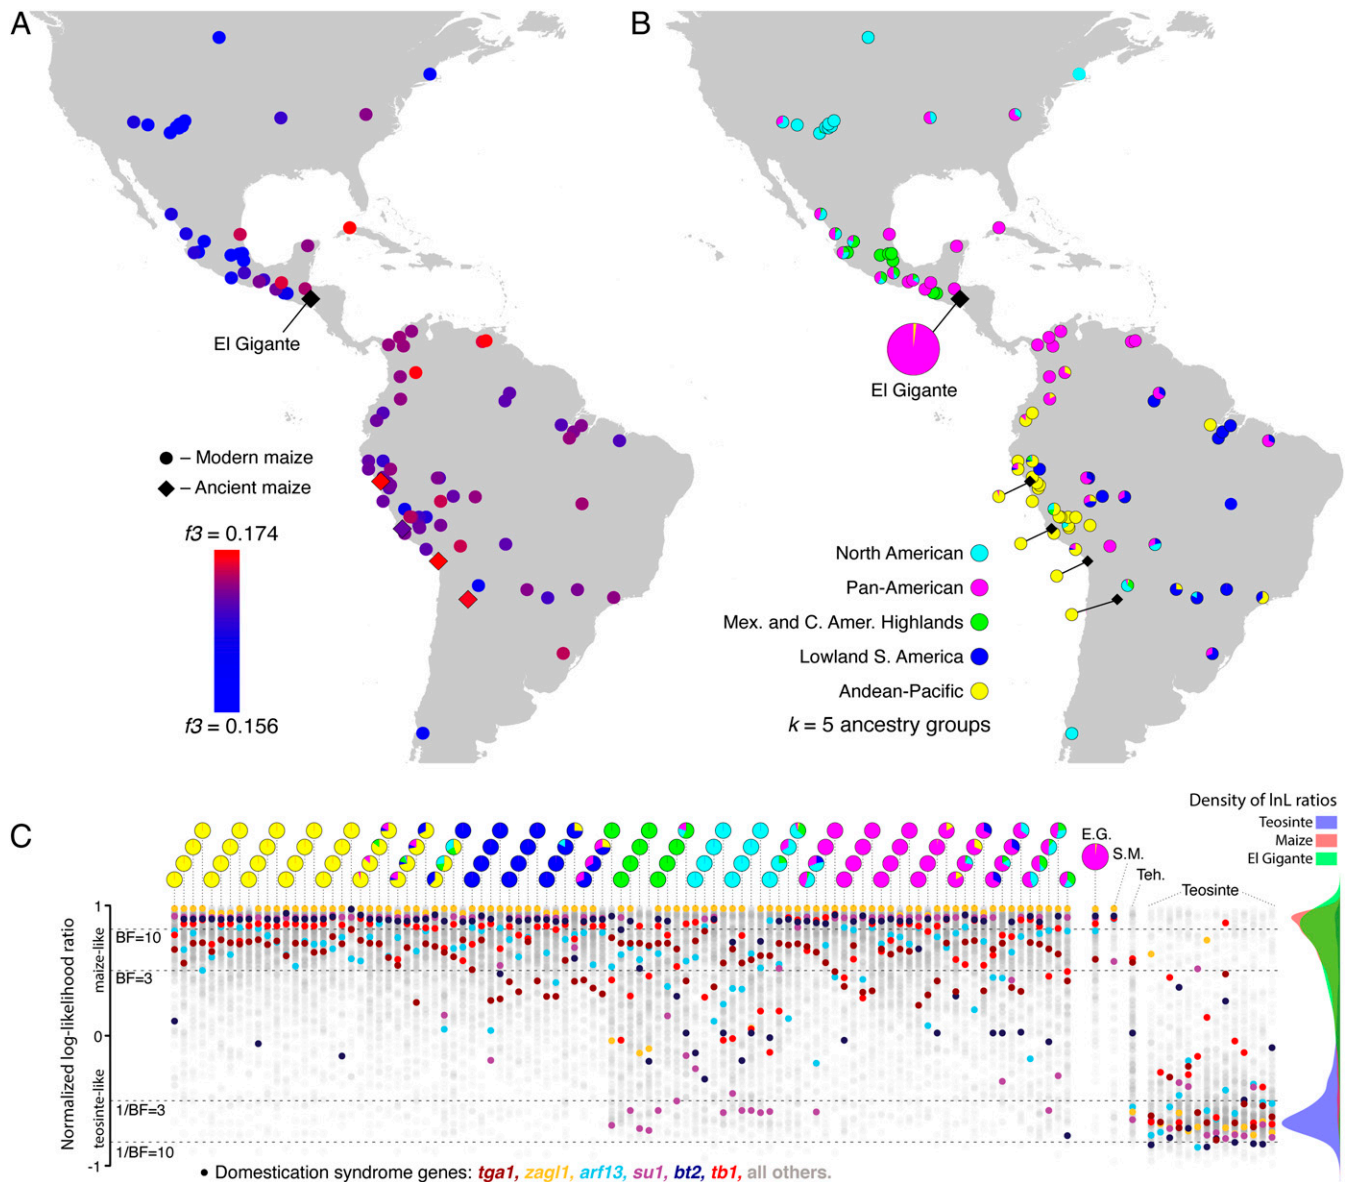 A
B
El Gigante
El Gigante
– Modern maize
– Ancient maize
f3 = 0.174
f3 = 0.156
North American
Pan-American
Mex. and C. Amer. Highlands
Lowland S. America
Andean-Pacific
k = 5 ancestry groups
C
Density of lnL ratios
Teosinte
Maize
El Gigante
E.G.
S.M.
Teh.
Teosinte
Normalized log-likelihood ratio
maize-like
teosinte-like
1
BF=10
BF=3
0
1/BF=3
1/BF=10
-1
Domestication syndrome genes: tga1, zagl1, arf13, su1, bt2, tb1, all others.